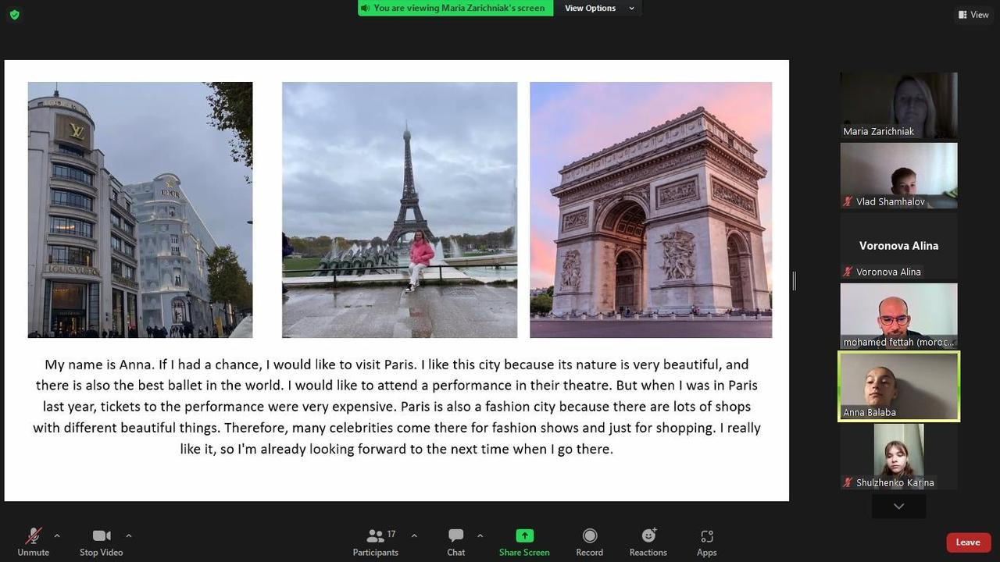 You are viewing Maria Zarichniak's screen
View Options
View
LV
DIOR
LOUIS VUITTON
My name is Anna. If I had a chance, I would like to visit Paris. I like this city because its nature is very beautiful, and
there is also the best ballet in the world. I would like to attend a performance in their theatre. But when I was in Paris
last year, tickets to the performance were very expensive. Paris is also a fashion city because there are lots of shops
with different beautiful things. Therefore, many celebrities come there for fashion shows and just for shopping. I really
like it, so I'm already looking forward to the next time when I go there.
Maria Zarichniak
Vlad Shamhalov
Voronova Alina
Voronova Alina
mohamed fettah (moroc...
Anna Balaba
Shulzhenko Karina
Unmute
Stop Video
17
Participants
Chat
Share Screen
Record
Reactions
Apps
Leave